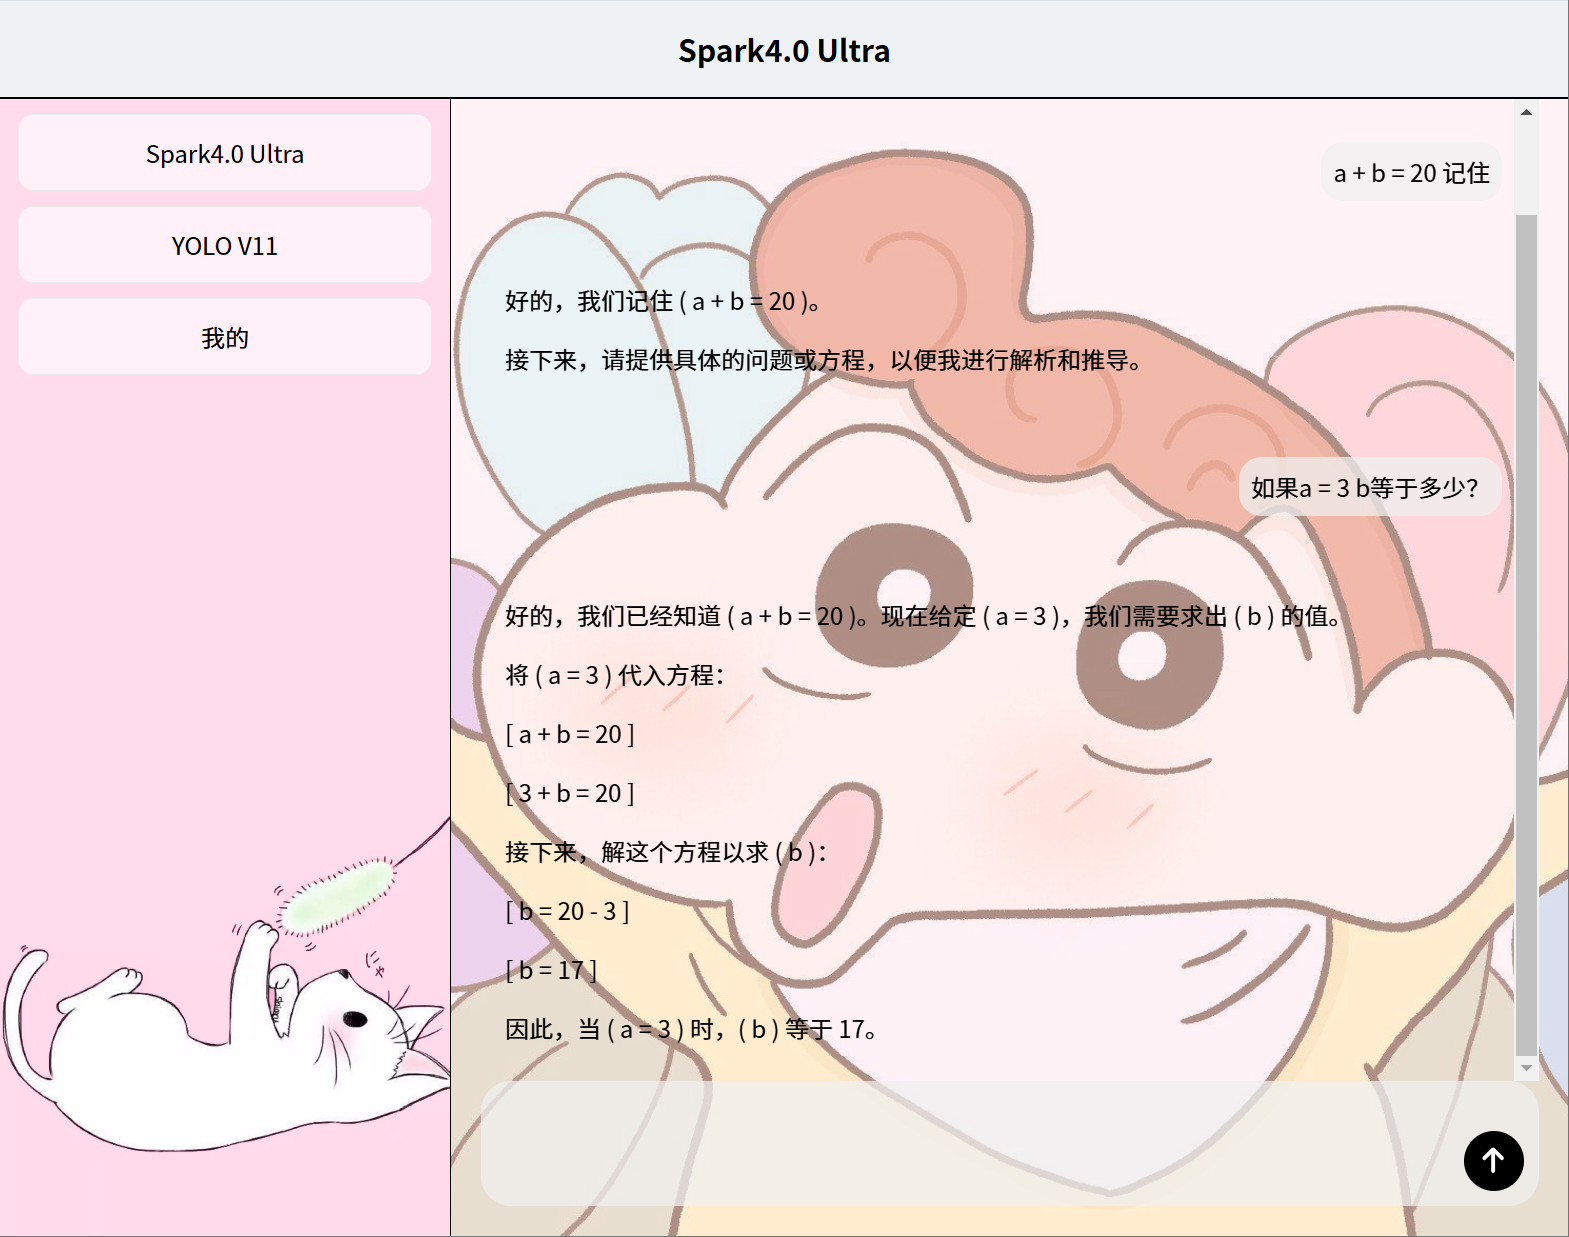 Spark4.0 Ultra
Spark4.0 Ultra
YOLO V11
我的
a + b = 20 记住
好的，我们记住 ( a + b = 20 )。
接下来，请提供具体的问题或方程，以便我进行解析和推导。
如果a = 3 b等于多少？
好的，我们已经知道 ( a + b = 20 )。现在给定 ( a = 3 )，我们需要求出 ( b ) 的值。
将 ( a = 3 ) 代入方程：
[ a + b = 20 ]
[ 3 + b = 20 ]
接下来，解这个方程以求 ( b )：
[ b = 20 - 3 ]
[ b = 17 ]
因此，当 ( a = 3 ) 时，( b ) 等于 17。